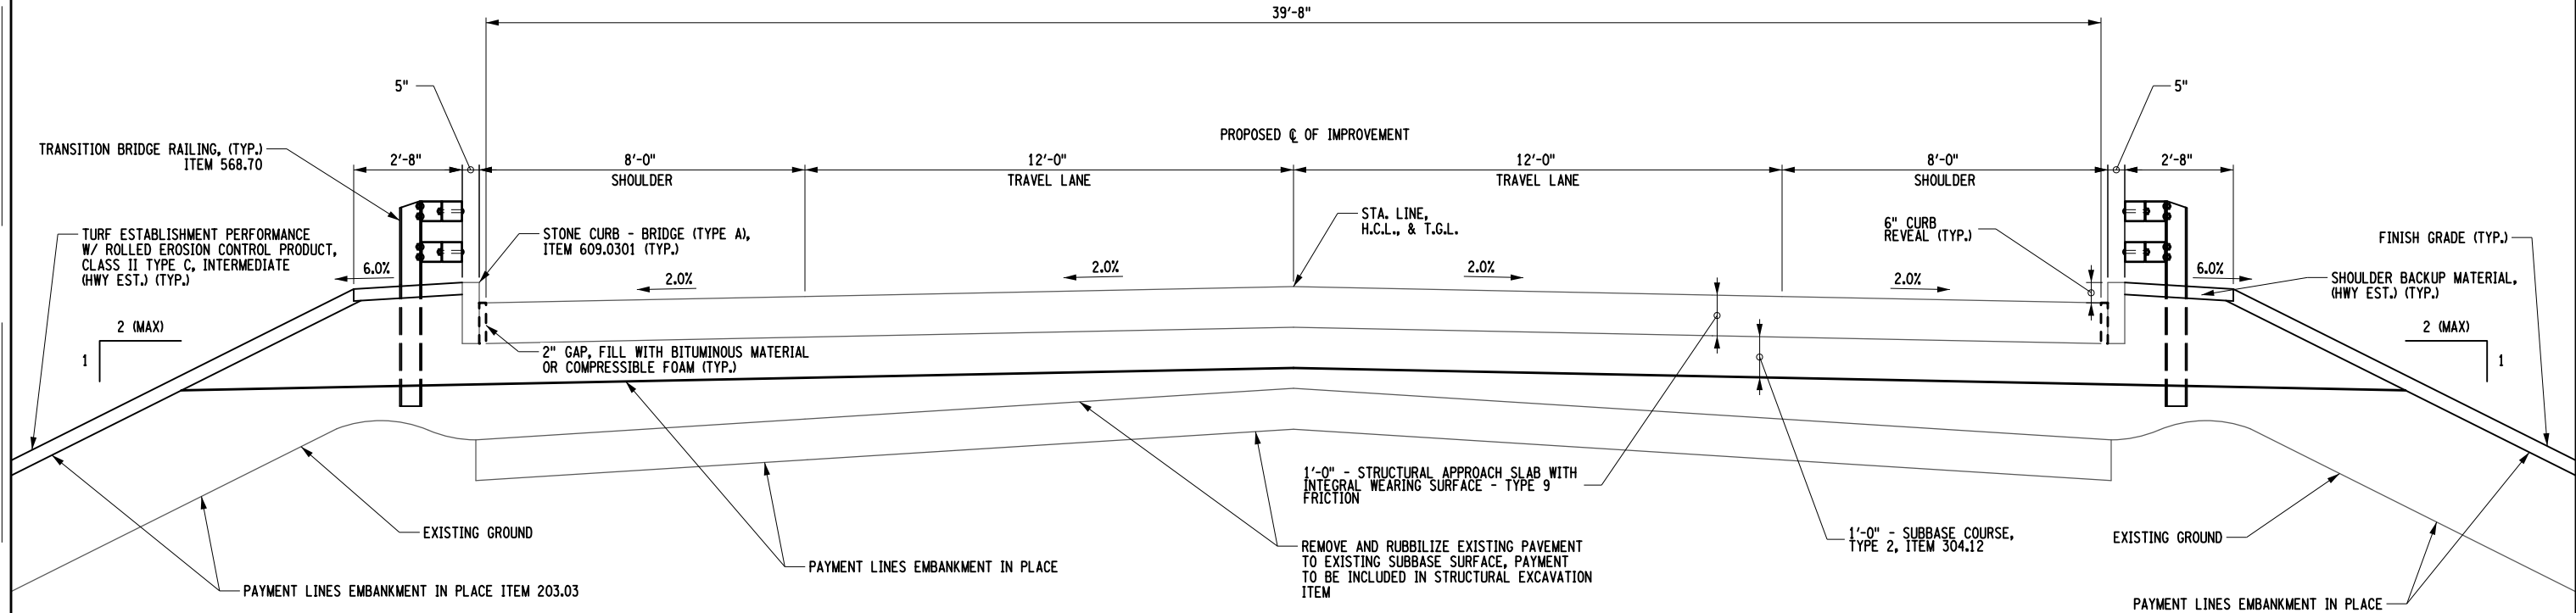 39'-8"
5"
5"
PROPOSED ℄ OF IMPROVEMENT
TRANSITION BRIDGE RAILING, (TYP.)
ITEM 568.70
2'-8"
8'-0"
SHOULDER
12'-0"
TRAVEL LANE
12'-0"
TRAVEL LANE
8'-0"
SHOULDER
2'-8"
TURF ESTABLISHMENT PERFORMANCE
W/ ROLLED EROSION CONTROL PRODUCT,
CLASS II TYPE C, INTERMEDIATE
(HWY EST.) (TYP.)
6.0%
STONE CURB - BRIDGE (TYPE A),
ITEM 609.0301 (TYP.)
2.0%
2.0%
STA. LINE,
H.C.L., & T.G.L.
2.0%
2.0%
6" CURB
REVEAL (TYP.)
6.0%
FINISH GRADE (TYP.)
SHOULDER BACKUP MATERIAL,
(HWY EST.) (TYP.)
2 (MAX)
1
2" GAP, FILL WITH BITUMINOUS MATERIAL
OR COMPRESSIBLE FOAM (TYP.)
2 (MAX)
1
1'-0" - STRUCTURAL APPROACH SLAB WITH
INTEGRAL WEARING SURFACE - TYPE 9
FRICTION
EXISTING GROUND
1'-0" - SUBBASE COURSE,
TYPE 2, ITEM 304.12
EXISTING GROUND
PAYMENT LINES EMBANKMENT IN PLACE
REMOVE AND RUBBILIZE EXISTING PAVEMENT
TO EXISTING SUBBASE SURFACE, PAYMENT
TO BE INCLUDED IN STRUCTURAL EXCAVATION
ITEM
PAYMENT LINES EMBANKMENT IN PLACE ITEM 203.03
PAYMENT LINES EMBANKMENT IN PLACE